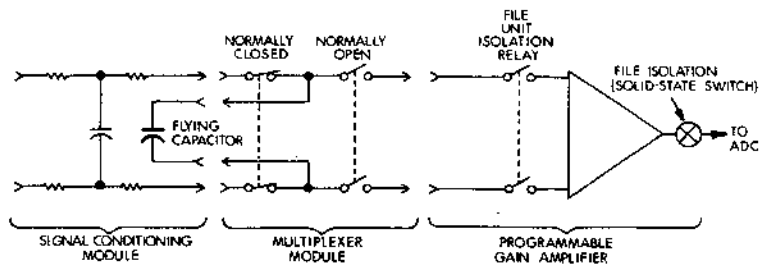 NORMALLY
CLOSED
NORMALLY
OPEN
FILE
UNIT
ISOLATION
RELAY
FILE ISOLATION
(SOLID-STATE SWITCH)
FLYING
CAPACITOR
TO
ADC
SIGNAL CONDITIONING
MODULE
MULTIPLEXER
MODULE
PROGRAMMABLE
GAIN AMPLIFIER